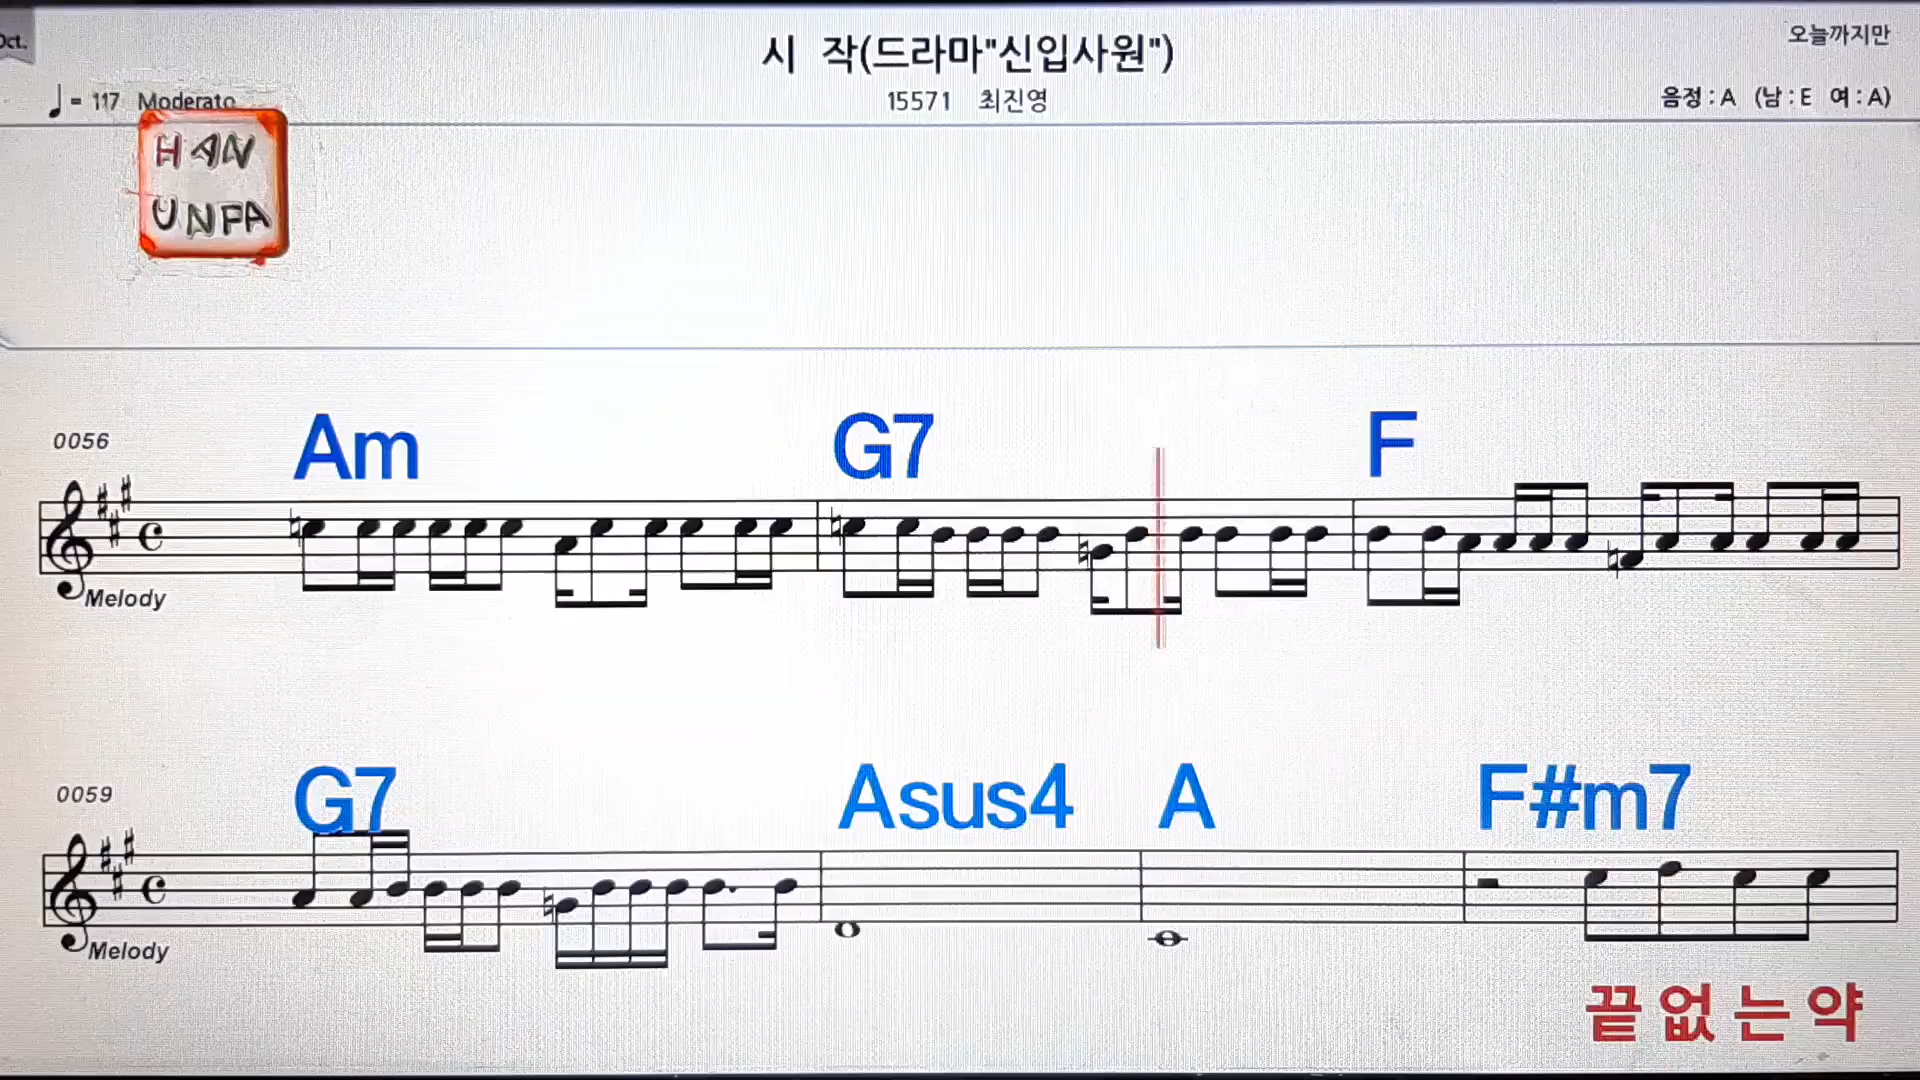 Oct.
시 작(드라마"신입사원")
오늘까지만
♩= 117 Moderato
15571 최진영
음정 : A (남 : E 여 : A)
HAN
UNPA
0056
Am G7 F
Melody
0059
G7 Asus4 A F#m7
Melody
끝 없 는 약